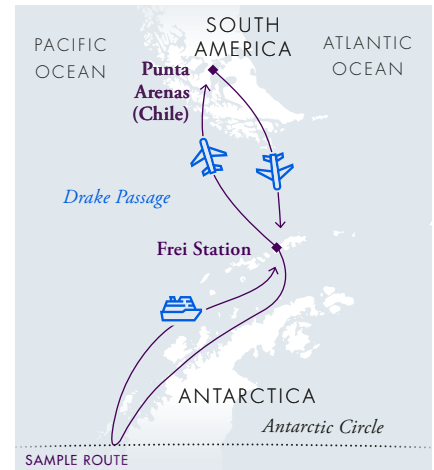 SOUTH
AMERICA
PACIFIC
OCEAN
ATLANTIC
OCEAN
Punta
Arenas
(Chile)
Drake Passage
Frei Station
ANTARCTICA
Antarctic Circle
SAMPLE ROUTE